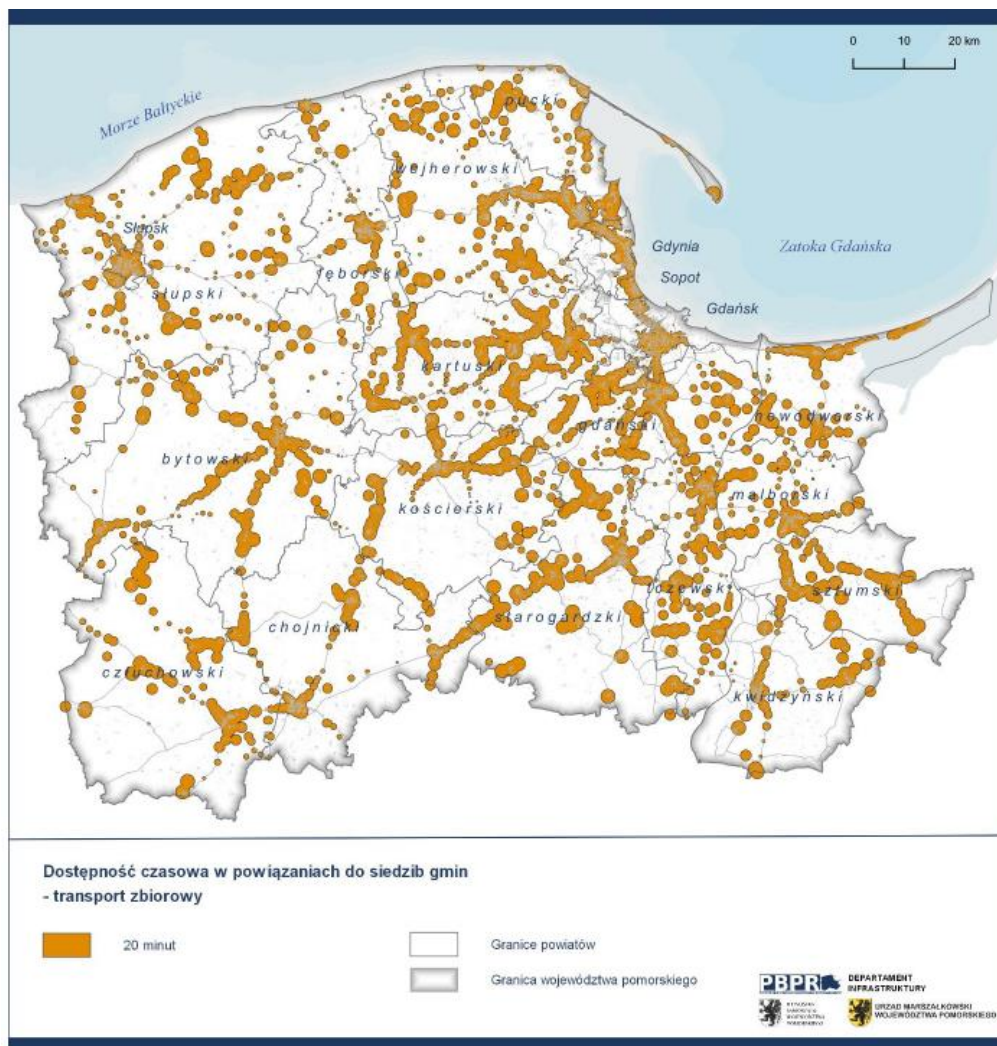 0 10 20 km
Morze Bałtyckie
pucki
wejherowski
Słupsk
Gdynia
Zatoka Gdańska
Sopot
lęborski
słupski
Gdańsk
kartuski
nowodworski
gdański
bytowski
malborski
kościerski
tczewski
sztumski
starogardzki
chojnicki
człuchowski
kwidzyński
Dostępność czasowa w powiązaniach do siedzib gmin
- transport zbiorowy
20 minut
Granice powiatów
Granica województwa pomorskiego
PBPR
DEPARTAMENT
INFRASTRUKTURY
URZĄD MARSZAŁKOWSKI
WOJEWÓDZTWA POMORSKIEGO